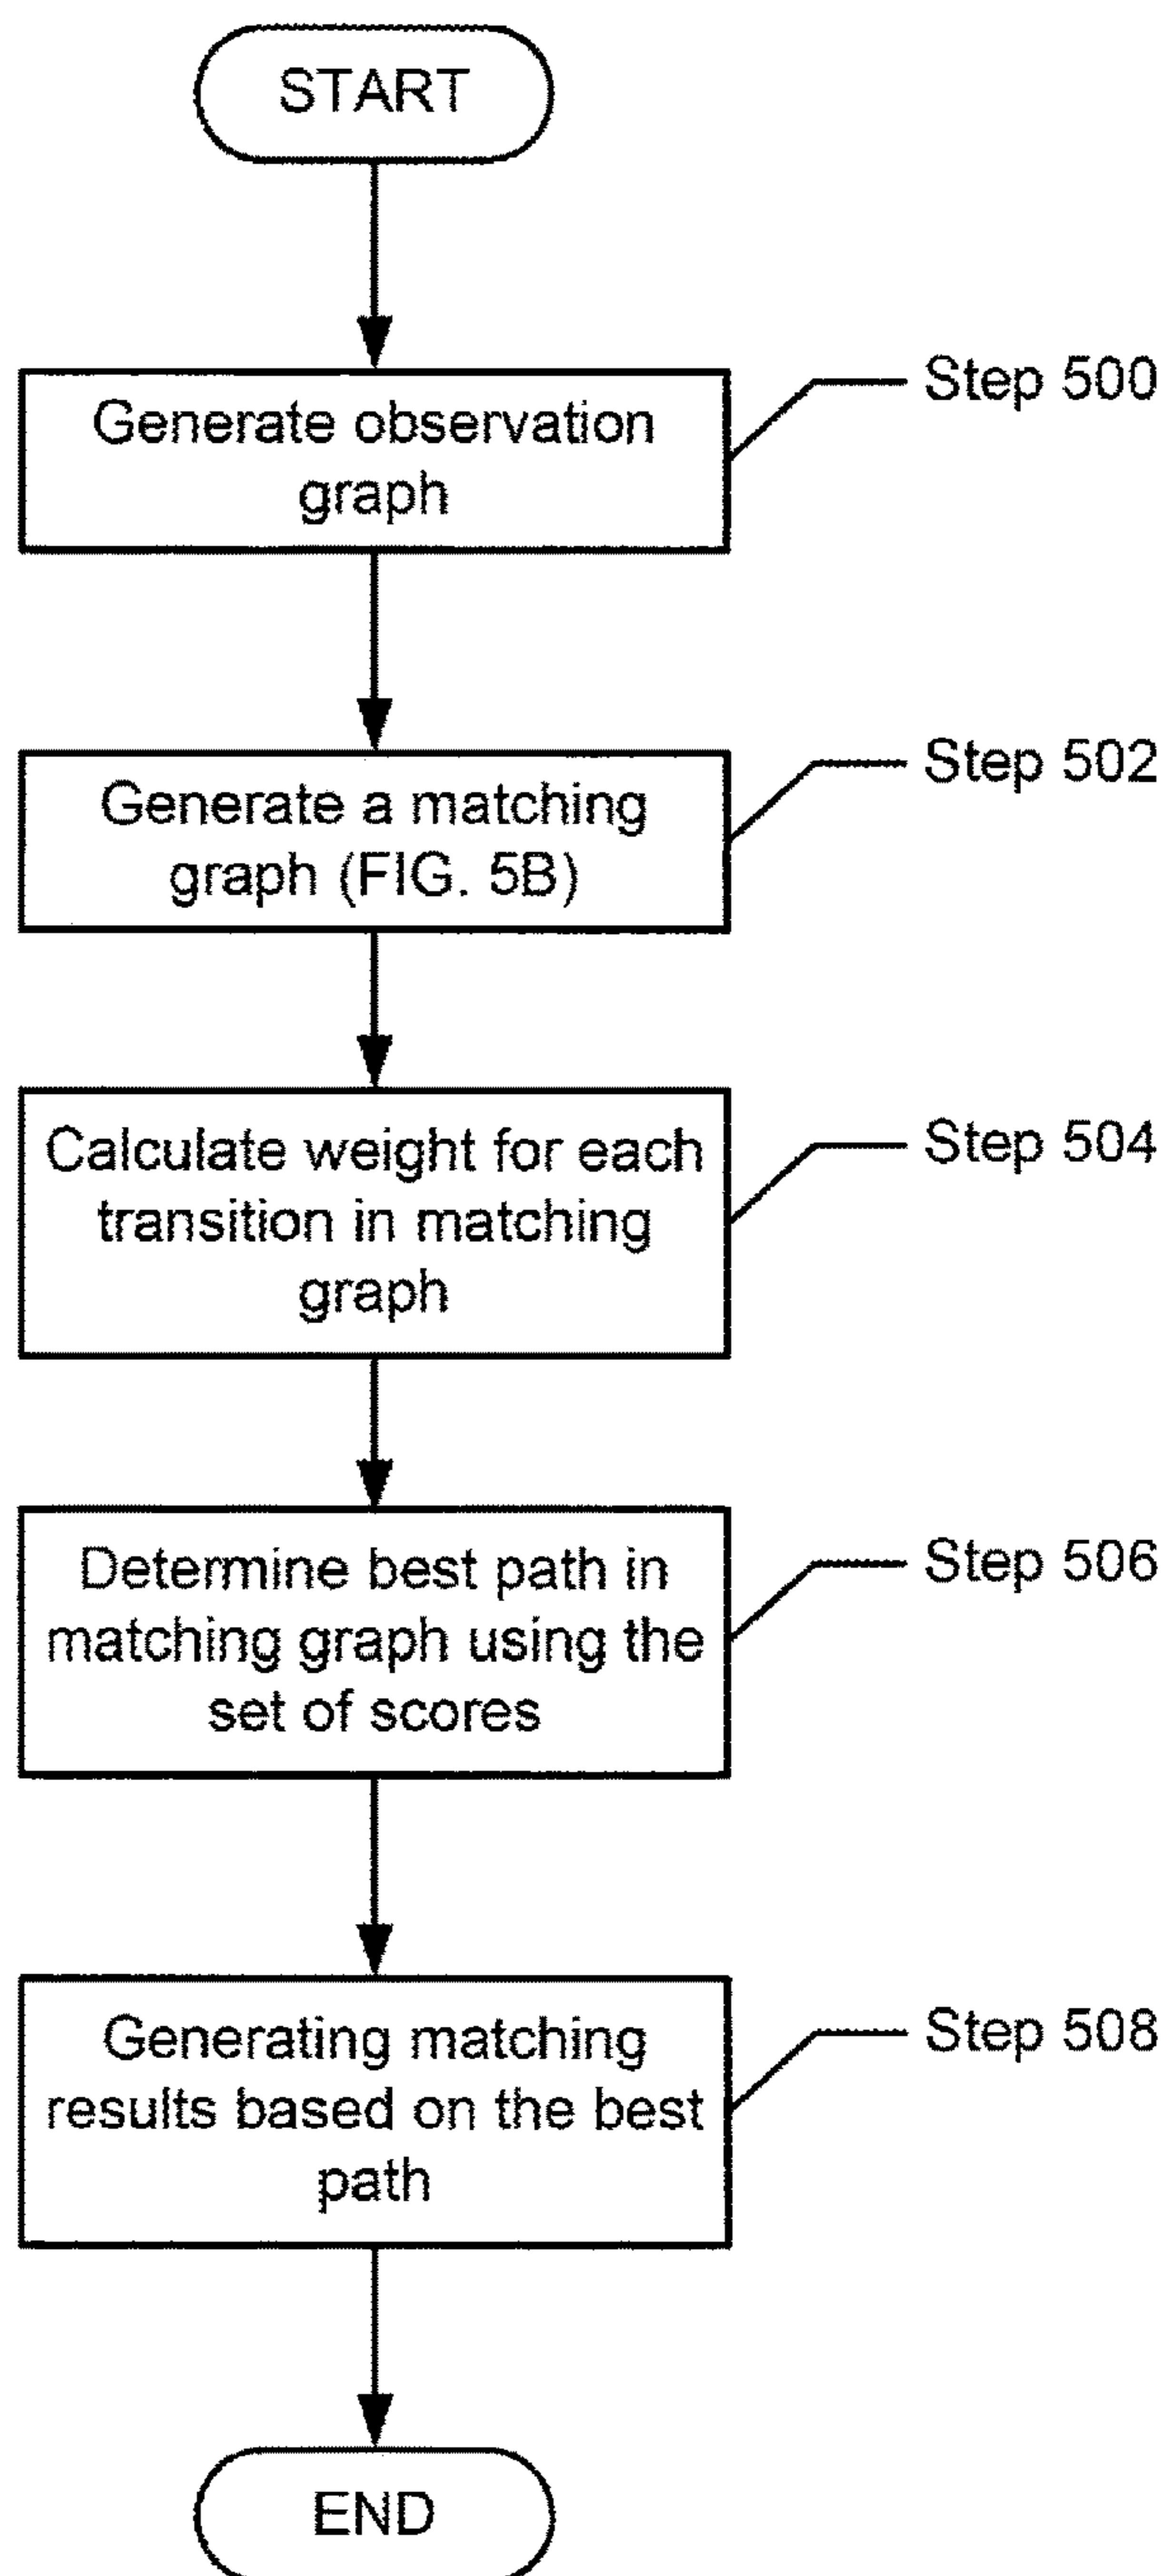 START
Generate observation
graph
Step 500
Generate a matching
graph (FIG. 5B)
Step 502
Calculate weight for each
transition in matching
graph
Step 504
Determine best path in
matching graph using the
set of scores
Step 506
Generating matching
results based on the best
path
Step 508
END